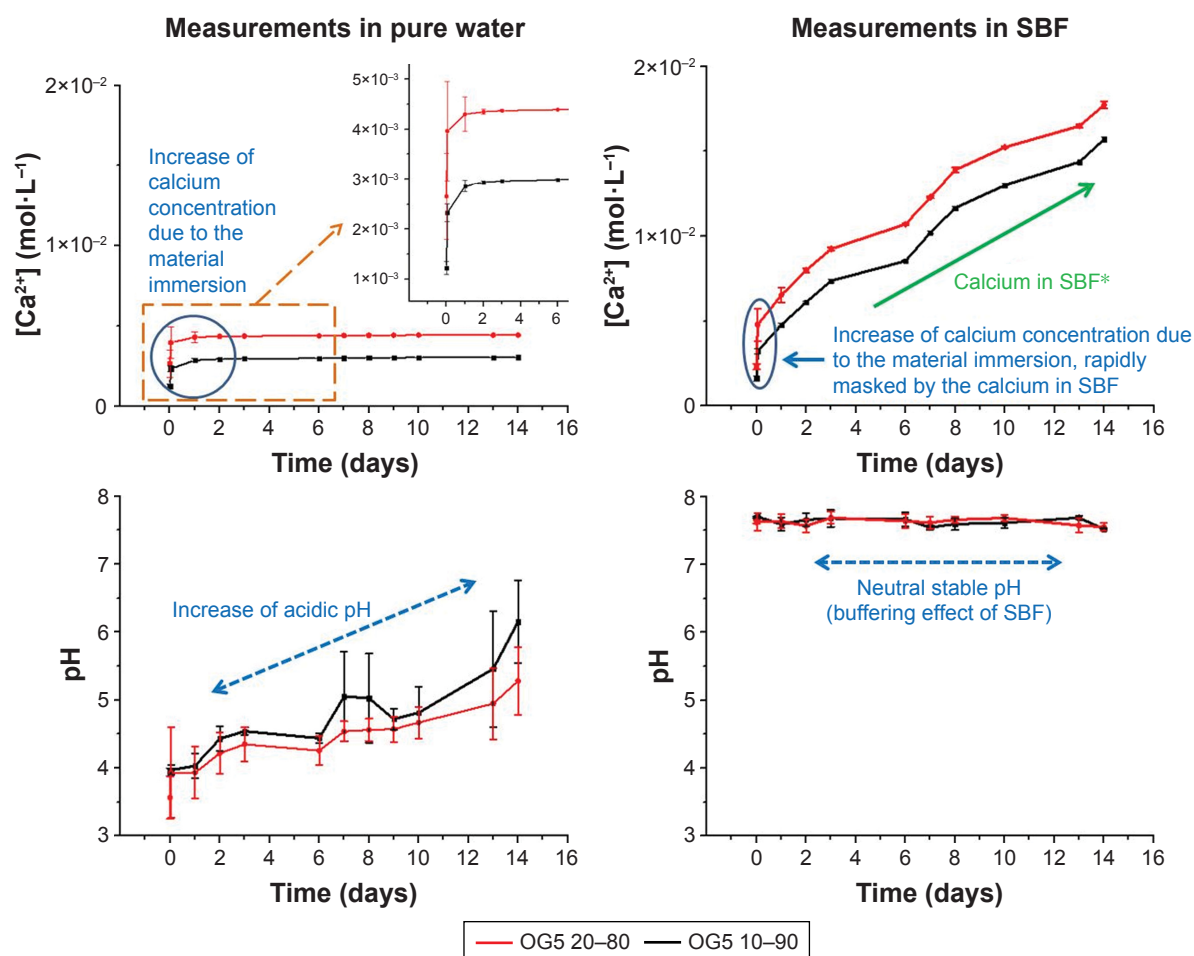 Measurements in pure water
Measurements in SBF
[Ca²⁺] (mol·L⁻¹)
2×10⁻²
1×10⁻²
0
Increase of
calcium
concentration
due to the
material
immersion
5×10⁻³
4×10⁻³
3×10⁻³
2×10⁻³
1×10⁻³
0 2 4 6
0 2 4 6 8 10 12 14 16
Time (days)
[Ca²⁺] (mol·L⁻¹)
2×10⁻²
1×10⁻²
0
Calcium in SBF*
Increase of calcium concentration due
to the material immersion, rapidly
masked by the calcium in SBF
0 2 4 6 8 10 12 14 16
Time (days)
pH
8
7
6
5
4
3
Increase of acidic pH
0 2 4 6 8 10 12 14 16
Time (days)
pH
8
7
6
5
4
3
Neutral stable pH
(buffering effect of SBF)
0 2 4 6 8 10 12 14 16
Time (days)
OG5 20–80 OG5 10–90